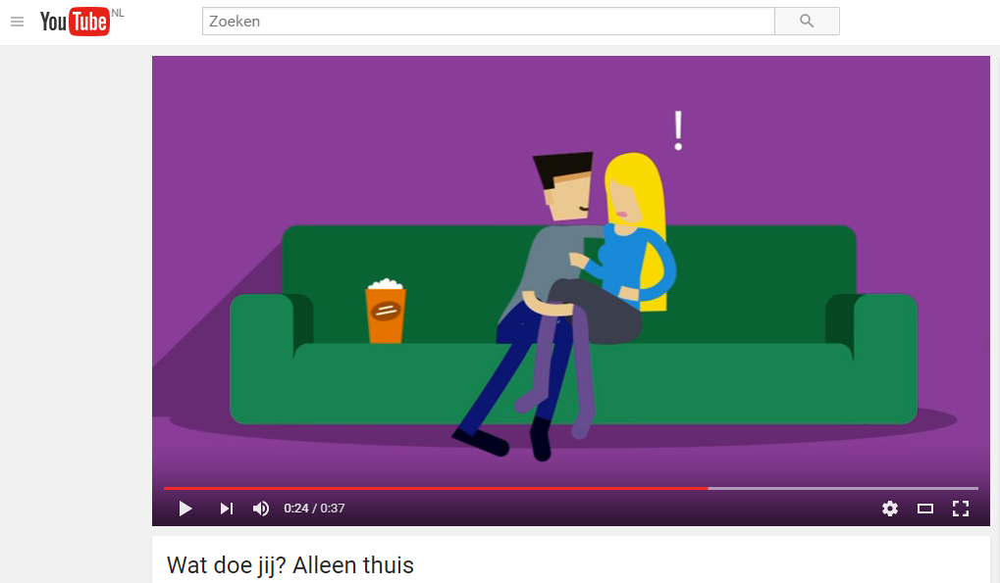 YouTube NL
Zoeken
!
0:24 / 0:37
Wat doe jij? Alleen thuis